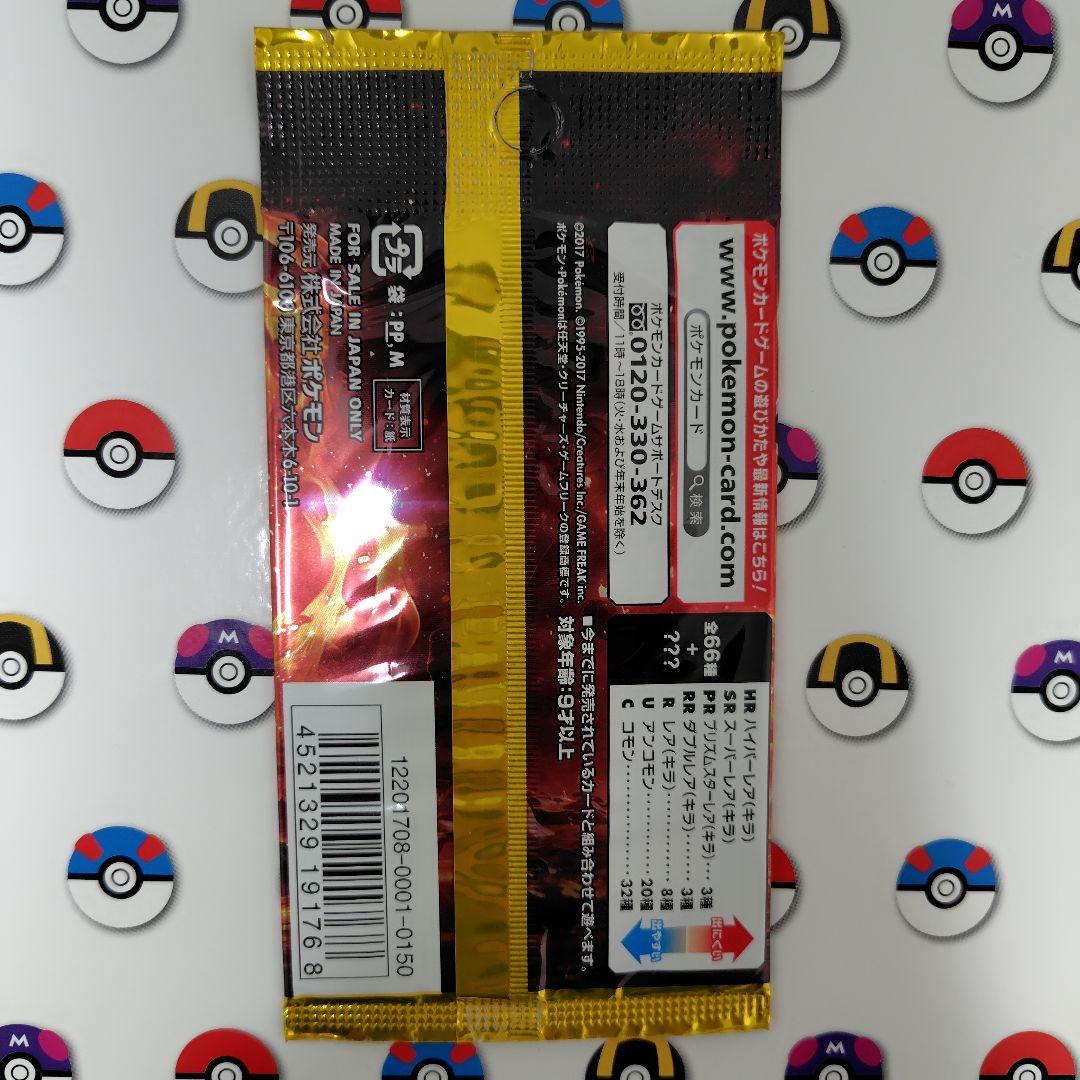 ポケモンカードゲームの遊びかたや最新情報はこちら!
www.pokemon-card.com
ポケモンカード
検索
ポケモンカードゲームサポートデスク
0120-330-362
受付時間／11時～18時(火・水および年末年始を除く)
©2017 Pokémon. ©1995-2017 Nintendo/Creatures Inc./GAME FREAK inc.
ポケモン・Pokémonは任天堂・クリーチャーズ・ゲームフリークの登録商標です。
全66種
+
???
HR ハイパーレア(キラ)
SR スーパーレア(キラ)
PR プリズムスターレア(キラ)… 3種
RR ダブルレア(キラ)…… 3種
R レア(キラ)………… 8種
U アンコモン………… 20種
C コモン……………… 32種
出にくい
出やすい
■今までに発売されているカードと組み合わせて遊べます。
対象年齢：9才以上
プラ
袋：PP,M
材質表示
カード：紙
FOR SALE IN JAPAN ONLY
MADE IN JAPAN
発売元 株式会社ポケモン
〒106-6100 東京都港区六本木6-10-1
12201708-0001-0150
4521329 19176 8
M
M
M
M
M